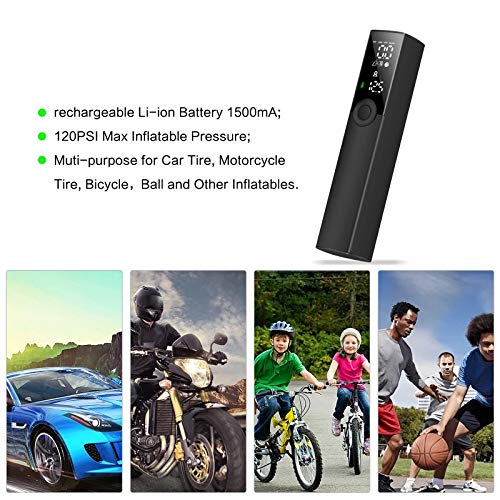 rechargeable Li-ion Battery 1500mA;
120PSI Max Inflatable Pressure;
Muti-purpose for Car Tire, Motorcycle
Tire, Bicycle, Ball and Other Inflatables.